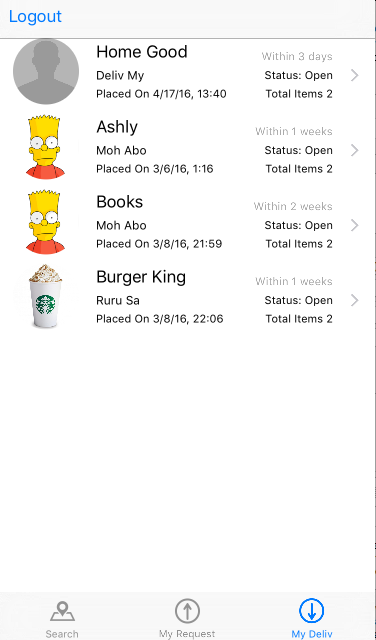 Logout
Home Good
Within 3 days
Deliv My
Status: Open
Placed On 4/17/16, 13:40
Total Items 2
Ashly
Within 1 weeks
Moh Abo
Status: Open
Placed On 3/6/16, 1:16
Total Items 2
Books
Within 2 weeks
Moh Abo
Status: Open
Placed On 3/8/16, 21:59
Total Items 2
Burger King
Within 1 weeks
Ruru Sa
Status: Open
Placed On 3/8/16, 22:06
Total Items 2
Search
My Request
My Deliv